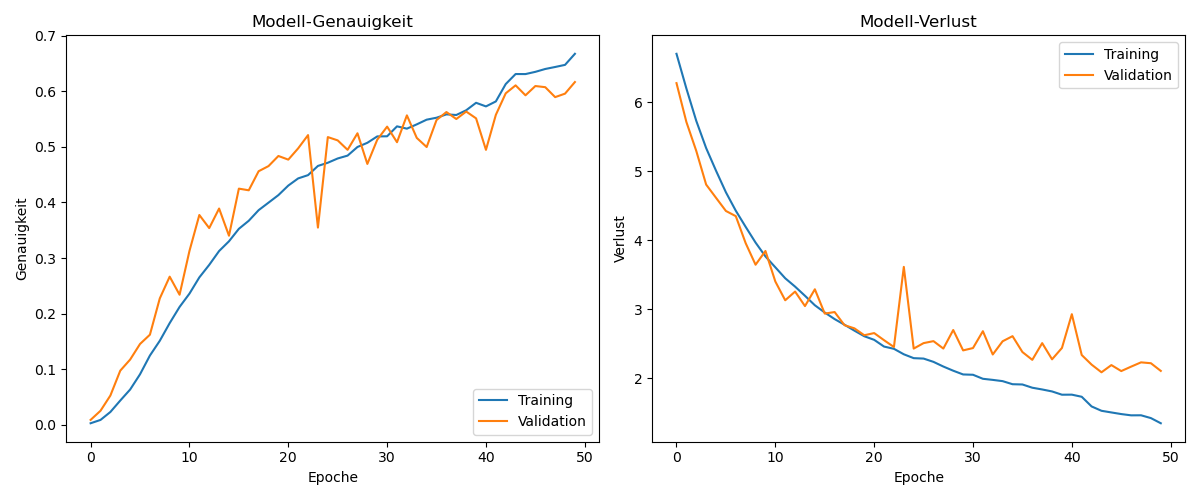 Modell-Genauigkeit
0.7
0.6
0.5
0.4
0.3
0.2
0.1
0.0
Genauigkeit
0
10
20
30
40
50
Epoche
Training
Validation
Modell-Verlust
6
5
4
3
2
Verlust
0
10
20
30
40
50
Epoche
Training
Validation